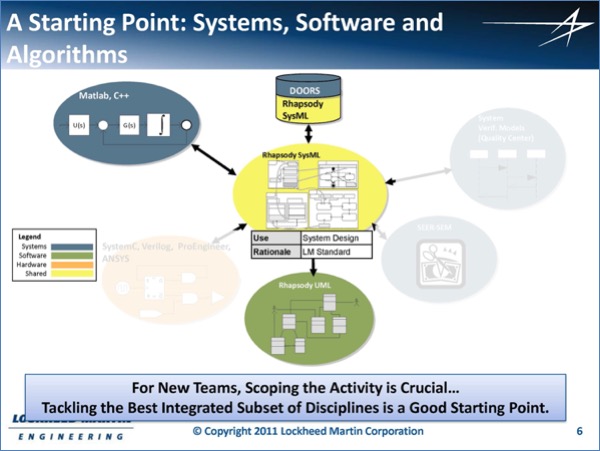 A Starting Point: Systems, Software and
Algorithms
DOORS
Rhapsody
SysML
Matlab, C++
U(s)
G(s)
∫
System
Verif. Models
(Quality Center)
Rhapsody SysML
Use System Design
Rationale LM Standard
SEER-SEM
Legend
Systems
Software
Hardware
Shared
SystemC, Verilog, ProEngineer,
ANSYS
Rhapsody UML
For New Teams, Scoping the Activity is Crucial…
Tackling the Best Integrated Subset of Disciplines is a Good Starting Point.
ENGINEERING
© Copyright 2011 Lockheed Martin Corporation
6